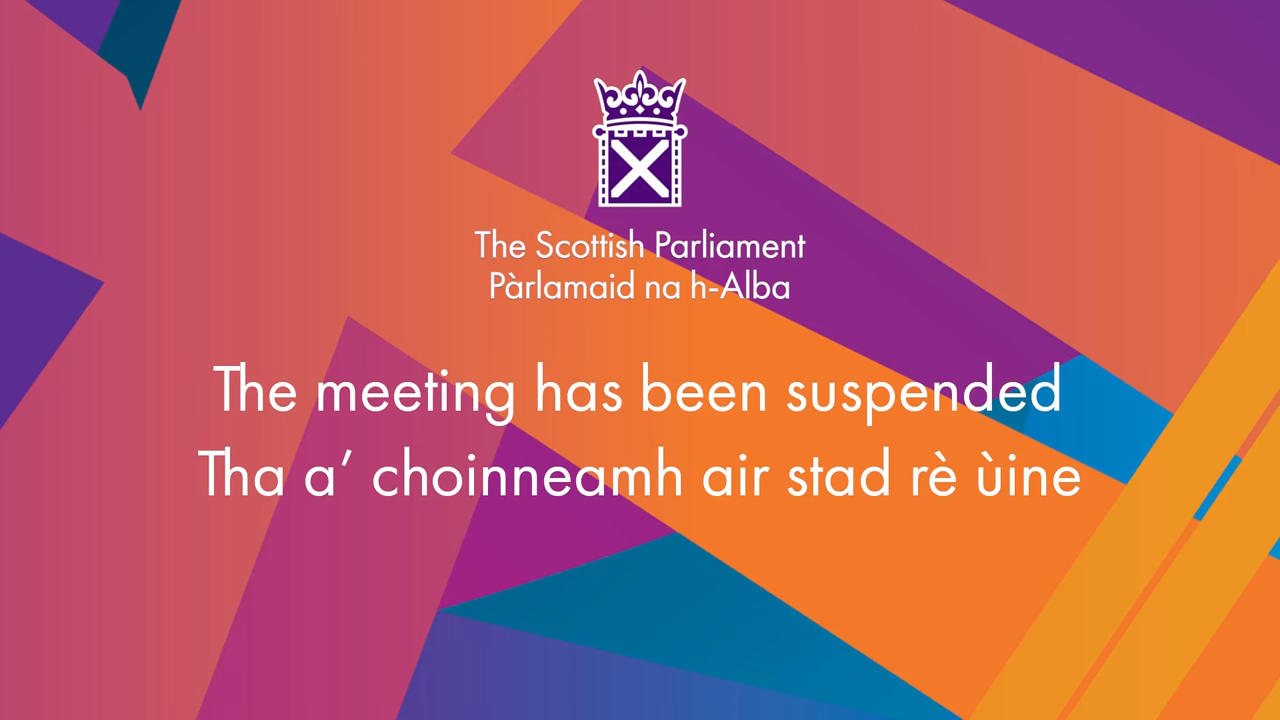 The Scottish Parliament
Pàrlamaid na h-Alba
The meeting has been suspended
Tha a’ choinneamh air stad rè ùine